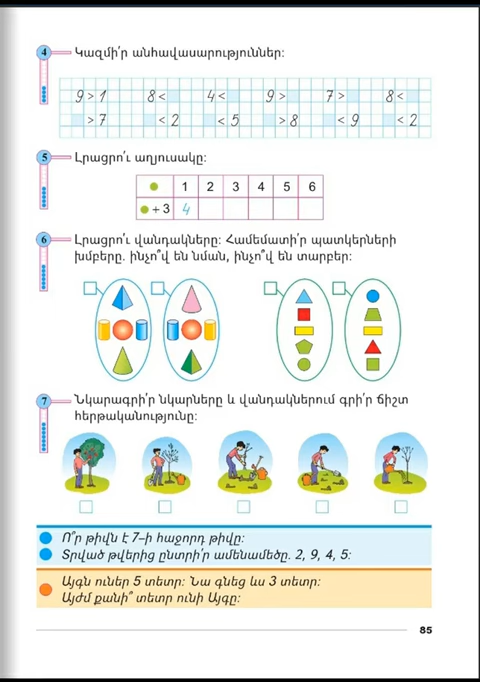 4 Կազմի՛ր անհավասարություններ։
9 > 1 8 < 4 < 9 > 7 > 8 <
> 7 < 2 < 5 > 8 < 9 < 2
5 Լրացրո՛ւ աղյուսակը։
1 2 3 4 5 6
+ 3 4
6 Լրացրո՛ւ վանդակները։ Համեմատի՛ր պատկերների
խմբերը. ինչո՞վ են նման, ինչո՞վ են տարբեր։
7 Նկարագրի՛ր նկարները և վանդակներում գրի՛ր ճիշտ
հերթականությունը։
Ո՞ր թիվն է 7–ի հաջորդ թիվը։
Տրված թվերից ընտրի՛ր ամենամեծը. 2, 9, 4, 5։
Այգն ուներ 5 տետր։ Նա գնեց ևս 3 տետր։
Այժմ քանի՞ տետր ունի Այգը։
85